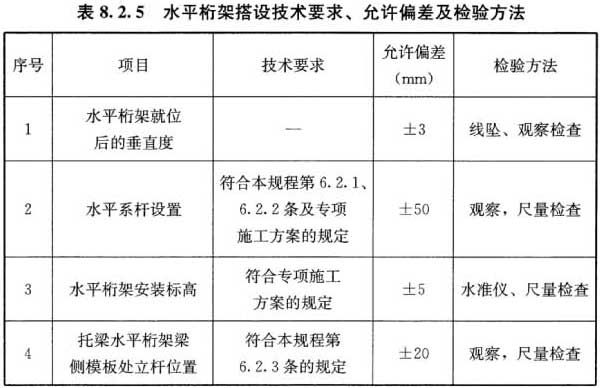 表 8.2.5 水平桁架搭设技术要求、允许偏差及检验方法
序号 项目 技术要求 允许偏差（mm） 检验方法
1 水平桁架就位后的垂直度 — ±3 线坠、观察检查
2 水平系杆设置 符合本规程第 6.2.1、6.2.2 条及专项施工方案的规定 ±50 观察，尺量检查
3 水平桁架安装标高 符合专项施工方案的规定 ±5 水准仪、尺量检查
4 托梁水平桁架梁侧模板处立杆位置 符合本规程第 6.2.3 条的规定 ±20 观察，尺量检查